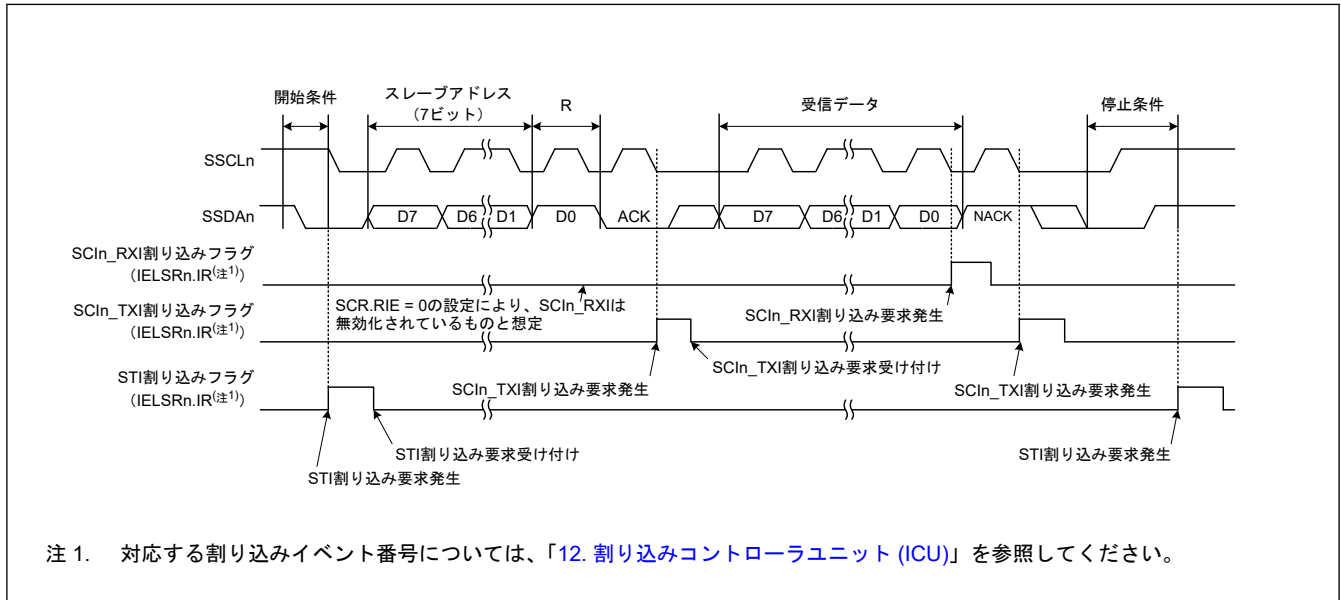 開始条件
スレーブアドレス
（7ビット）
R
受信データ
停止条件
SSCLn
SSDAn
D7
D6
D1
D0
ACK
D7
D6
D1
D0
NACK
SCIn_RXI割り込みフラグ
（IELSRn.IR(注1)）
SCR.RIE = 0の設定により、SCIn_RXIは
無効化されているものと想定
SCIn_RXI割り込み要求発生
SCIn_TXI割り込みフラグ
（IELSRn.IR(注1)）
SCIn_TXI割り込み要求発生
SCIn_TXI割り込み要求受け付け
SCIn_TXI割り込み要求発生
STI割り込みフラグ
（IELSRn.IR(注1)）
STI割り込み要求受け付け
STI割り込み要求発生
STI割り込み要求発生
注 1. 対応する割り込みイベント番号については、「12. 割り込みコントローラユニット (ICU)」を参照してください。